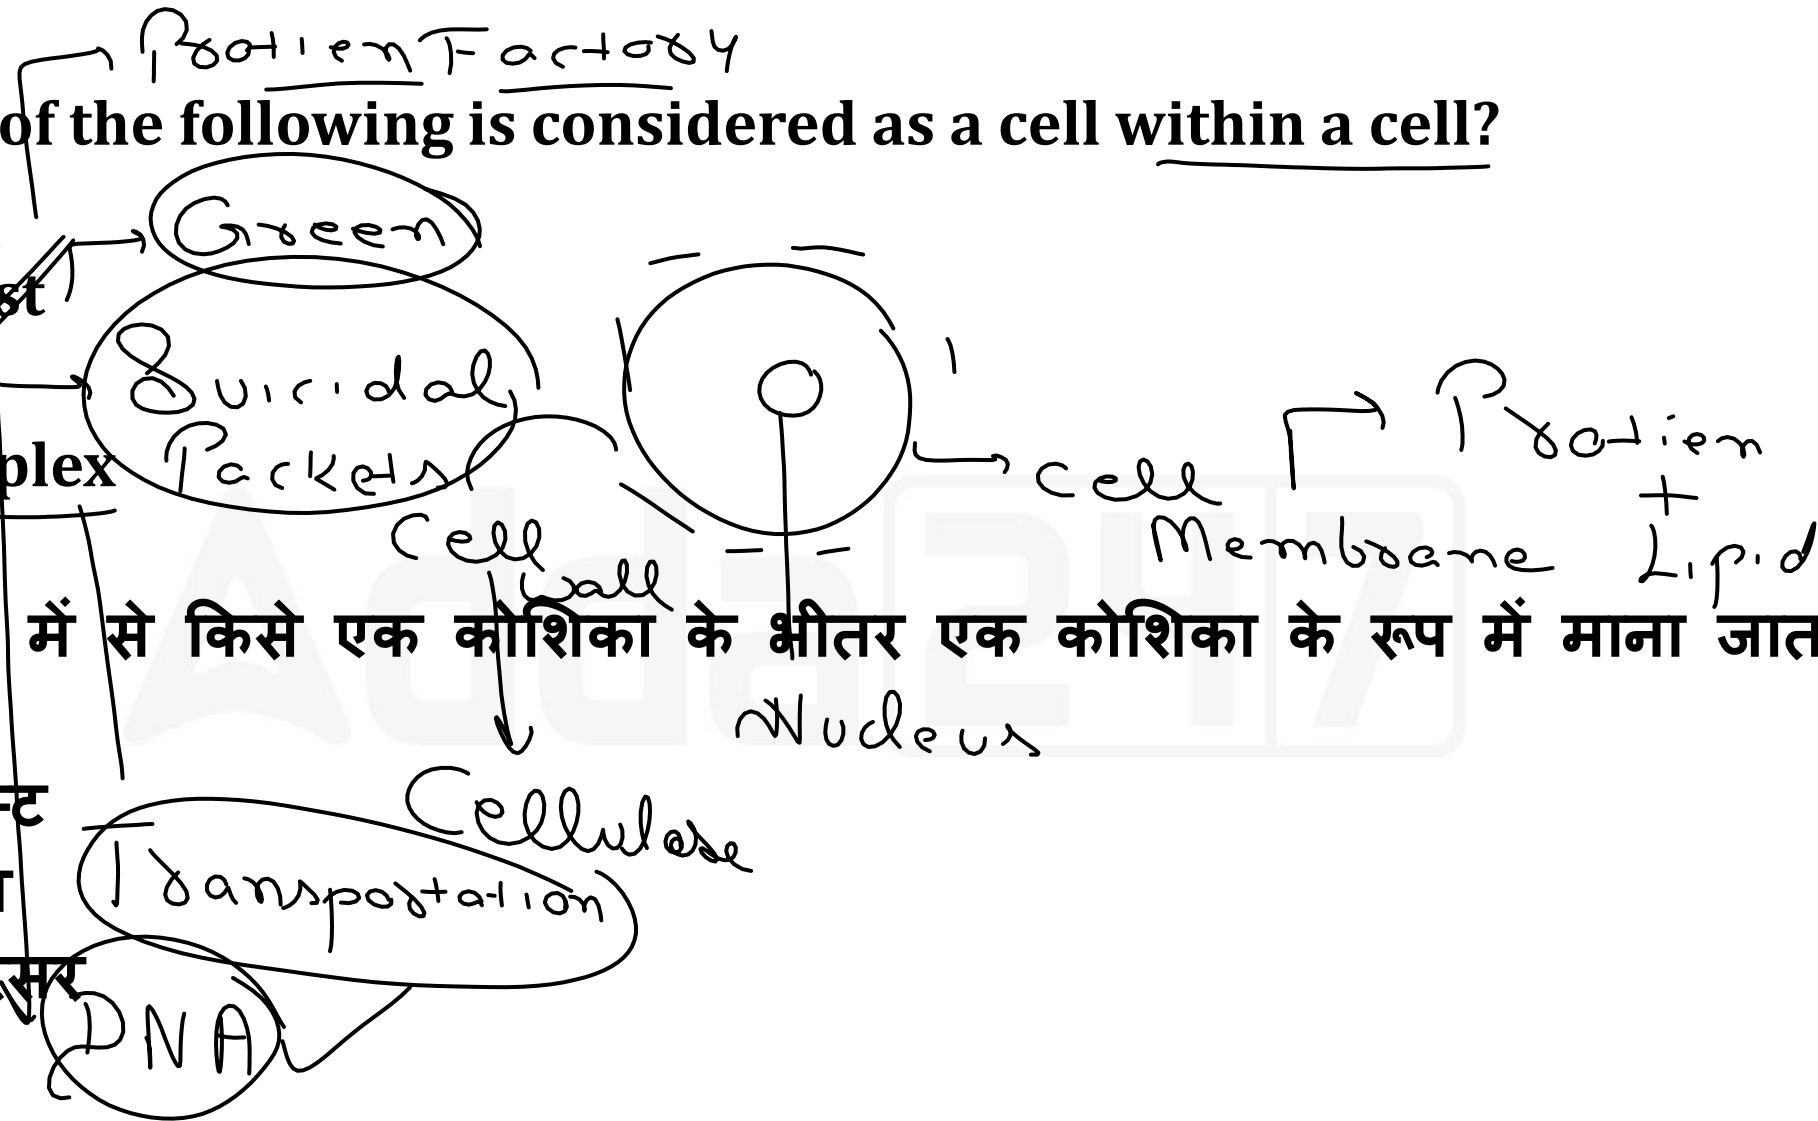 Protien Factory
of the following is considered as a cell within a cell?
Green
st
Suicidal
Packets
plex
Protien
+
Lipid
Cell
Membrane
Cell
wall
में से किसे एक कोशिका के भीतर एक कोशिका के रूप में माना जात
Nucleus
Cellulose
न्ट
Transportation
सर
DNA
Adda247